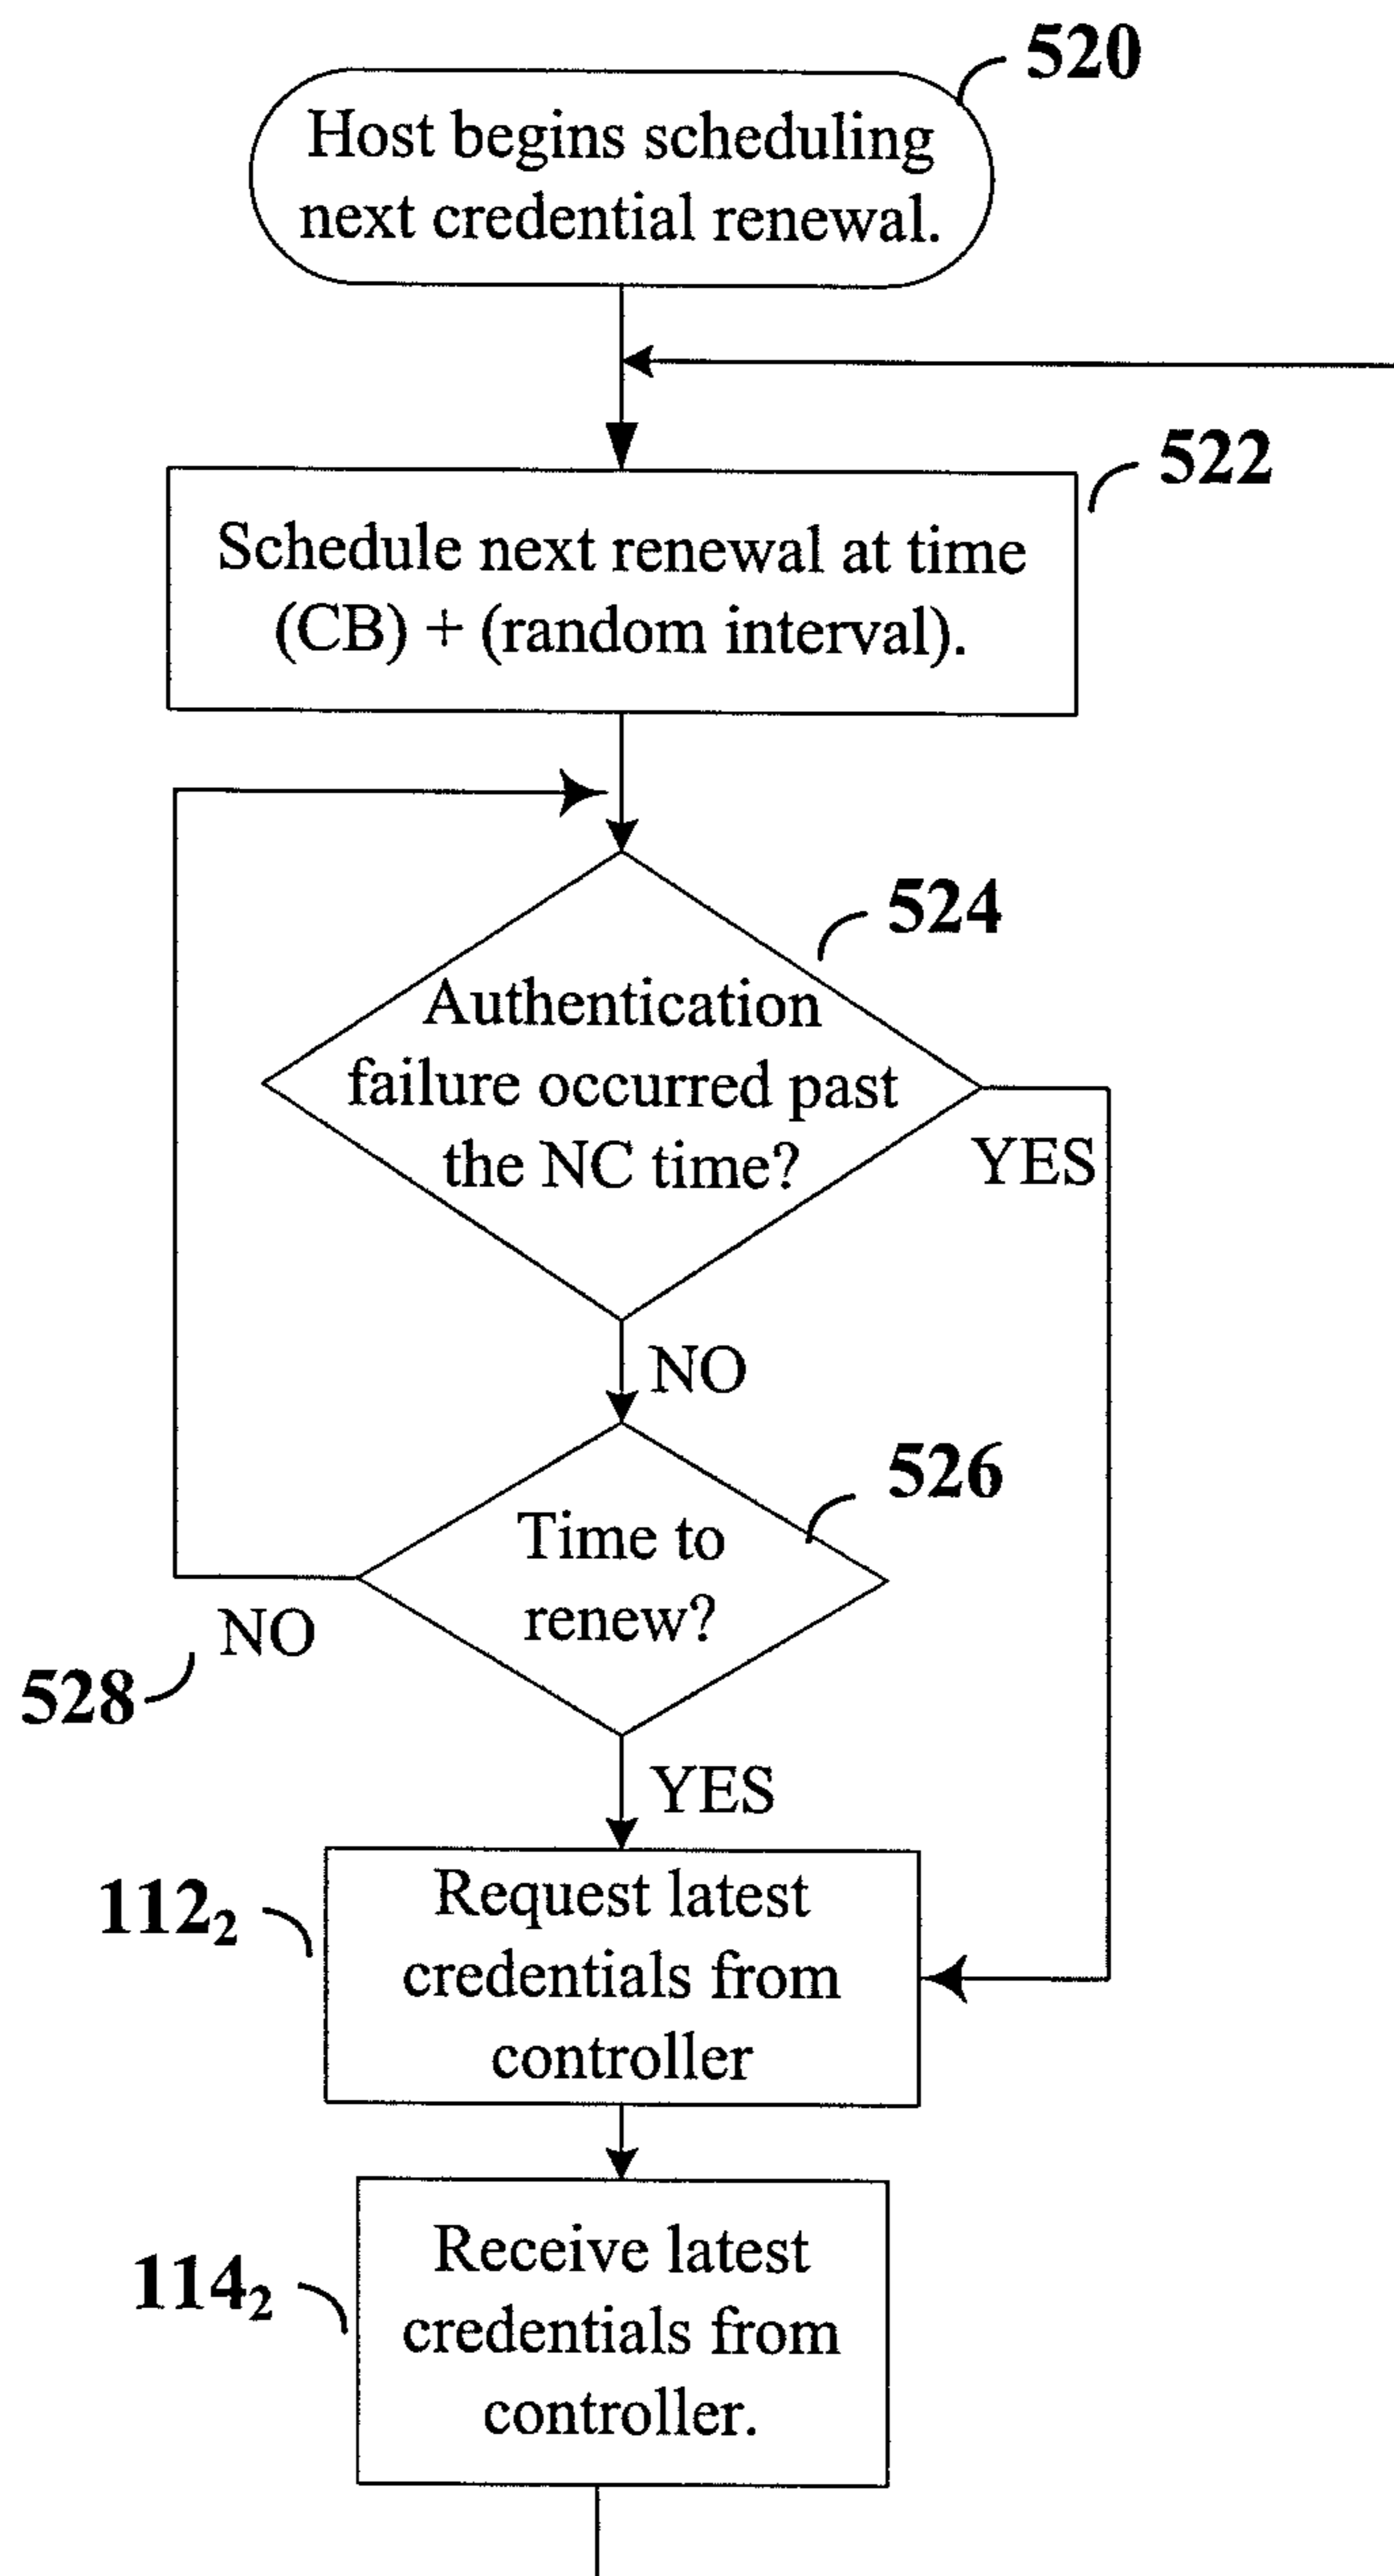 520
Host begins scheduling
next credential renewal.
522
Schedule next renewal at time
(CB) + (random interval).
524
Authentication
failure occurred past
the NC time?
YES
NO
526
Time to
renew?
NO
528
YES
112₂
Request latest
credentials from
controller
114₂
Receive latest
credentials from
controller.